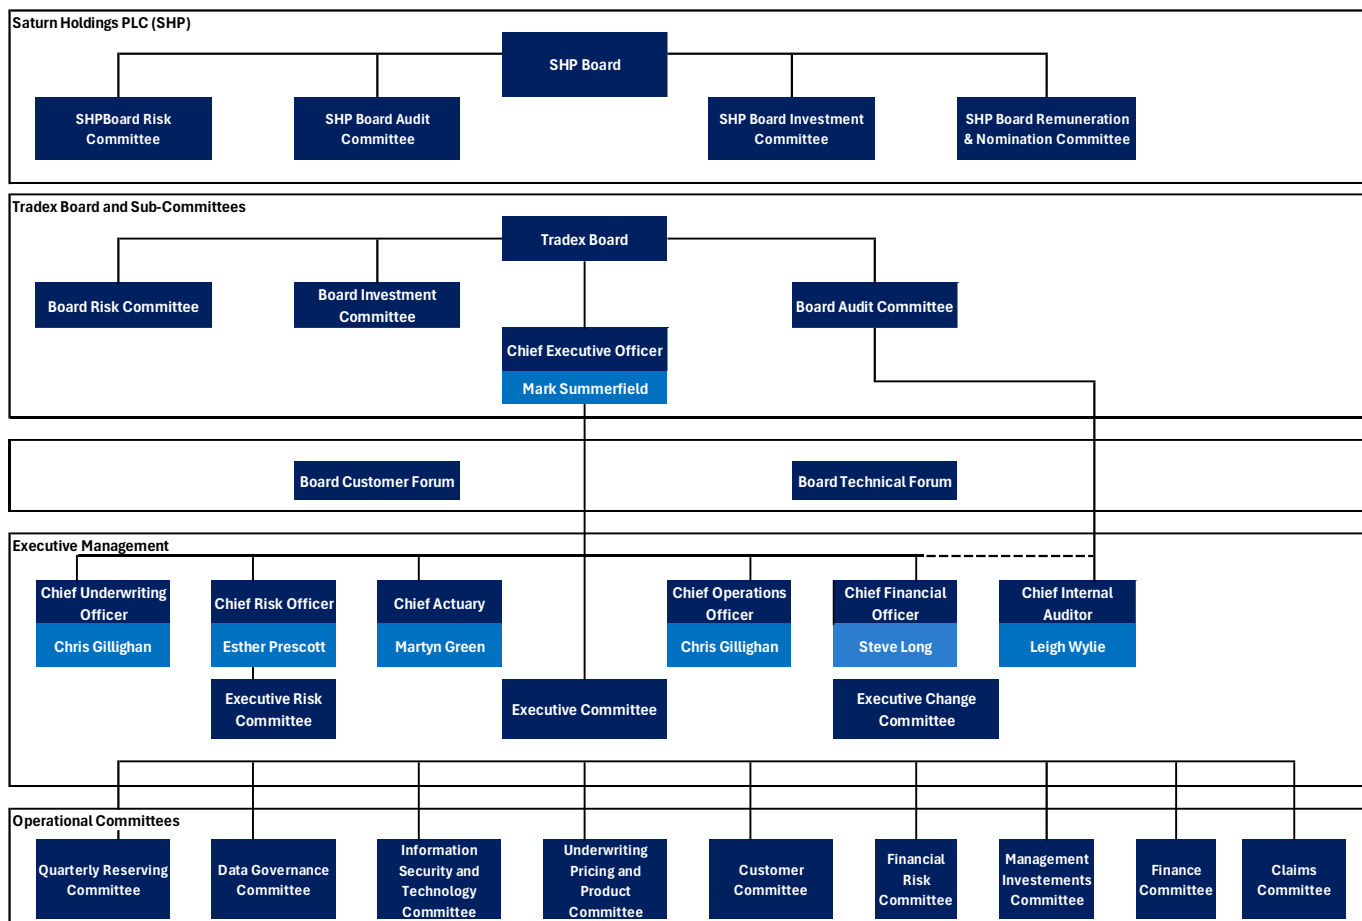 Saturn Holdings PLC (SHP)
SHP Board
SHPBoard Risk
Committee
SHP Board Audit
Committee
SHP Board Investment
Committee
SHP Board Remuneration
& Nomination Committee
Tradex Board and Sub-Committees
Tradex Board
Board Risk Committee
Board Investment
Committee
Board Audit Committee
Chief Executive Officer
Mark Summerfield
Board Customer Forum
Board Technical Forum
Executive Management
Chief Underwriting
Officer
Chris Gillighan
Chief Risk Officer
Esther Prescott
Chief Actuary
Martyn Green
Chief Operations
Officer
Chris Gillighan
Chief Financial
Officer
Steve Long
Chief Internal
Auditor
Leigh Wylie
Executive Risk
Committee
Executive Committee
Executive Change
Committee
Operational Committees
Quarterly Reserving
Committee
Data Governance
Committee
Information
Security and
Technology
Committee
Underwriting
Pricing and
Product
Committee
Customer
Committee
Financial
Risk
Committee
Management
Investements
Committee
Finance
Committee
Claims
Committee